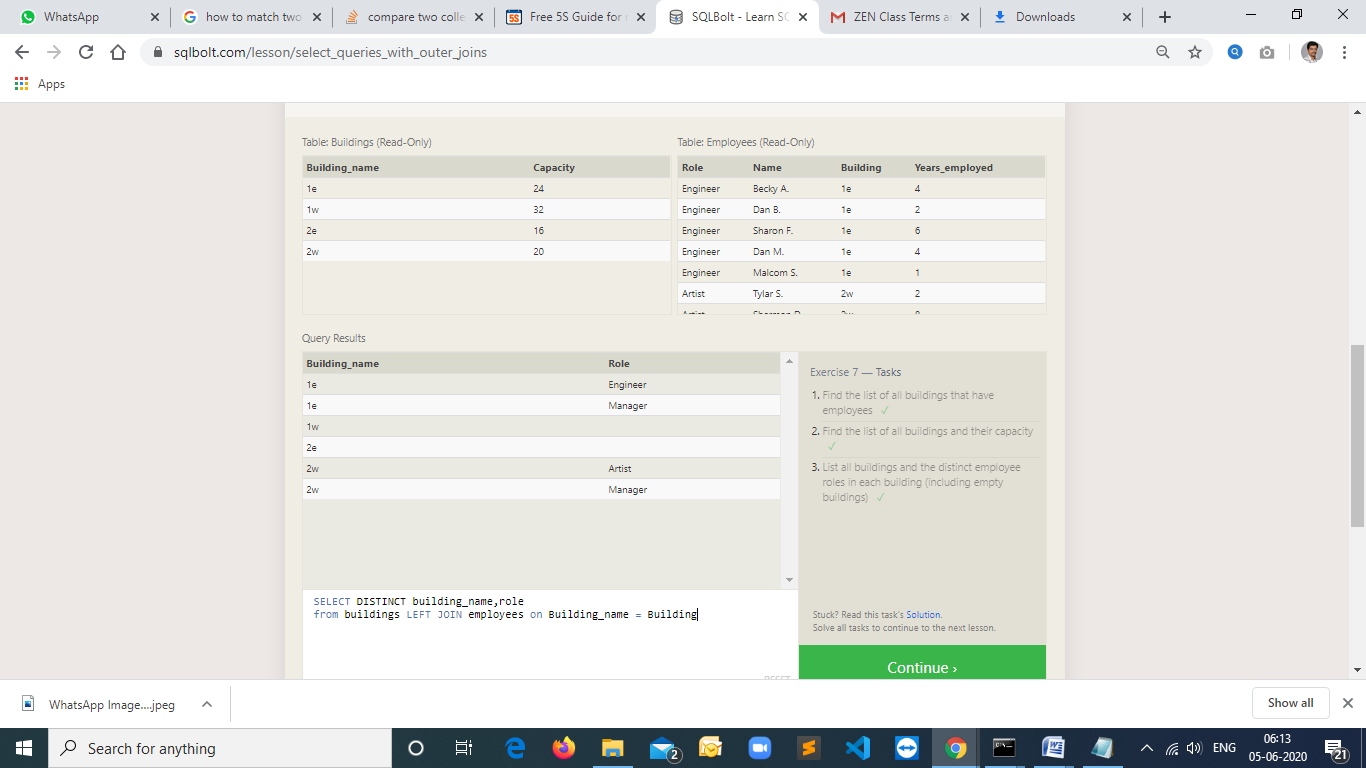 WhatsApp
how to match two
compare two colle
Free 5S Guide for
SQLBolt - Learn SQ
ZEN Class Terms a
Downloads
sqlbolt.com/lesson/select_queries_with_outer_joins
Apps
Table: Buildings (Read-Only) Table: Employees (Read-Only)
Building_name Capacity Role Name Building Years_employed
1e 24 Engineer Becky A. 1e 4
1w 32 Engineer Dan B. 1e 2
2e 16 Engineer Sharon F. 1e 6
2w 20 Engineer Dan M. 1e 4
Engineer Malcom S. 1e 1
Artist Tylar S. 2w 2
Query Results
Building_name Role
1e Engineer
1e Manager
1w
2e
2w Artist
2w Manager
Exercise 7 — Tasks
1. Find the list of all buildings that have
employees ✓
2. Find the list of all buildings and their capacity
✓
3. List all buildings and the distinct employee
roles in each building (including empty
buildings) ✓
SELECT DISTINCT building_name,role
from buildings LEFT JOIN employees on Building_name = Building
Stuck? Read this task's Solution.
Solve all tasks to continue to the next lesson.
Continue ›
WhatsApp Image....jpeg
Show all
Search for anything
2
ENG
06:13
05-06-2020
21